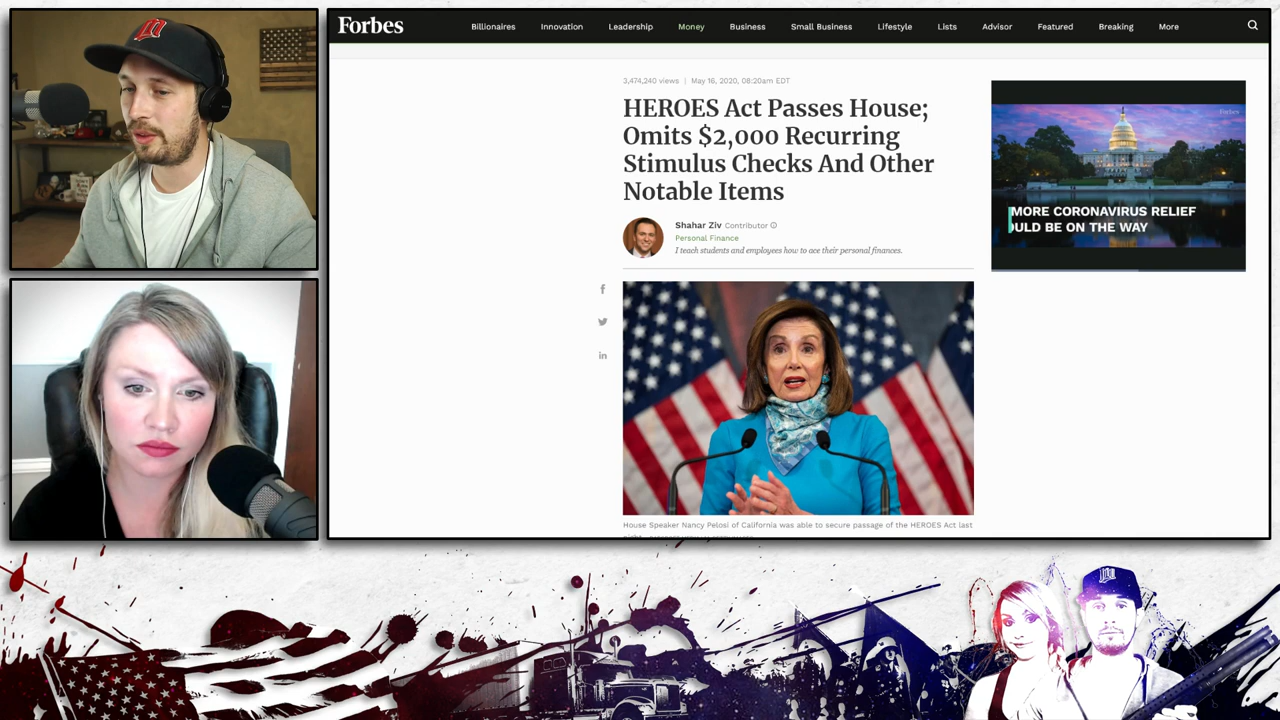 Forbes
Billionaires Innovation Leadership Money Business Small Business Lifestyle Lists Advisor Featured Breaking More
3,474,240 views | May 16, 2020, 08:20am EDT
HEROES Act Passes House;
Omits $2,000 Recurring
Stimulus Checks And Other
Notable Items
Shahar Ziv Contributor
Personal Finance
I teach students and employees how to ace their personal finances.
f
in
House Speaker Nancy Pelosi of California was able to secure passage of the HEROES Act last
Forbes
MORE CORONAVIRUS RELIEF
OULD BE ON THE WAY